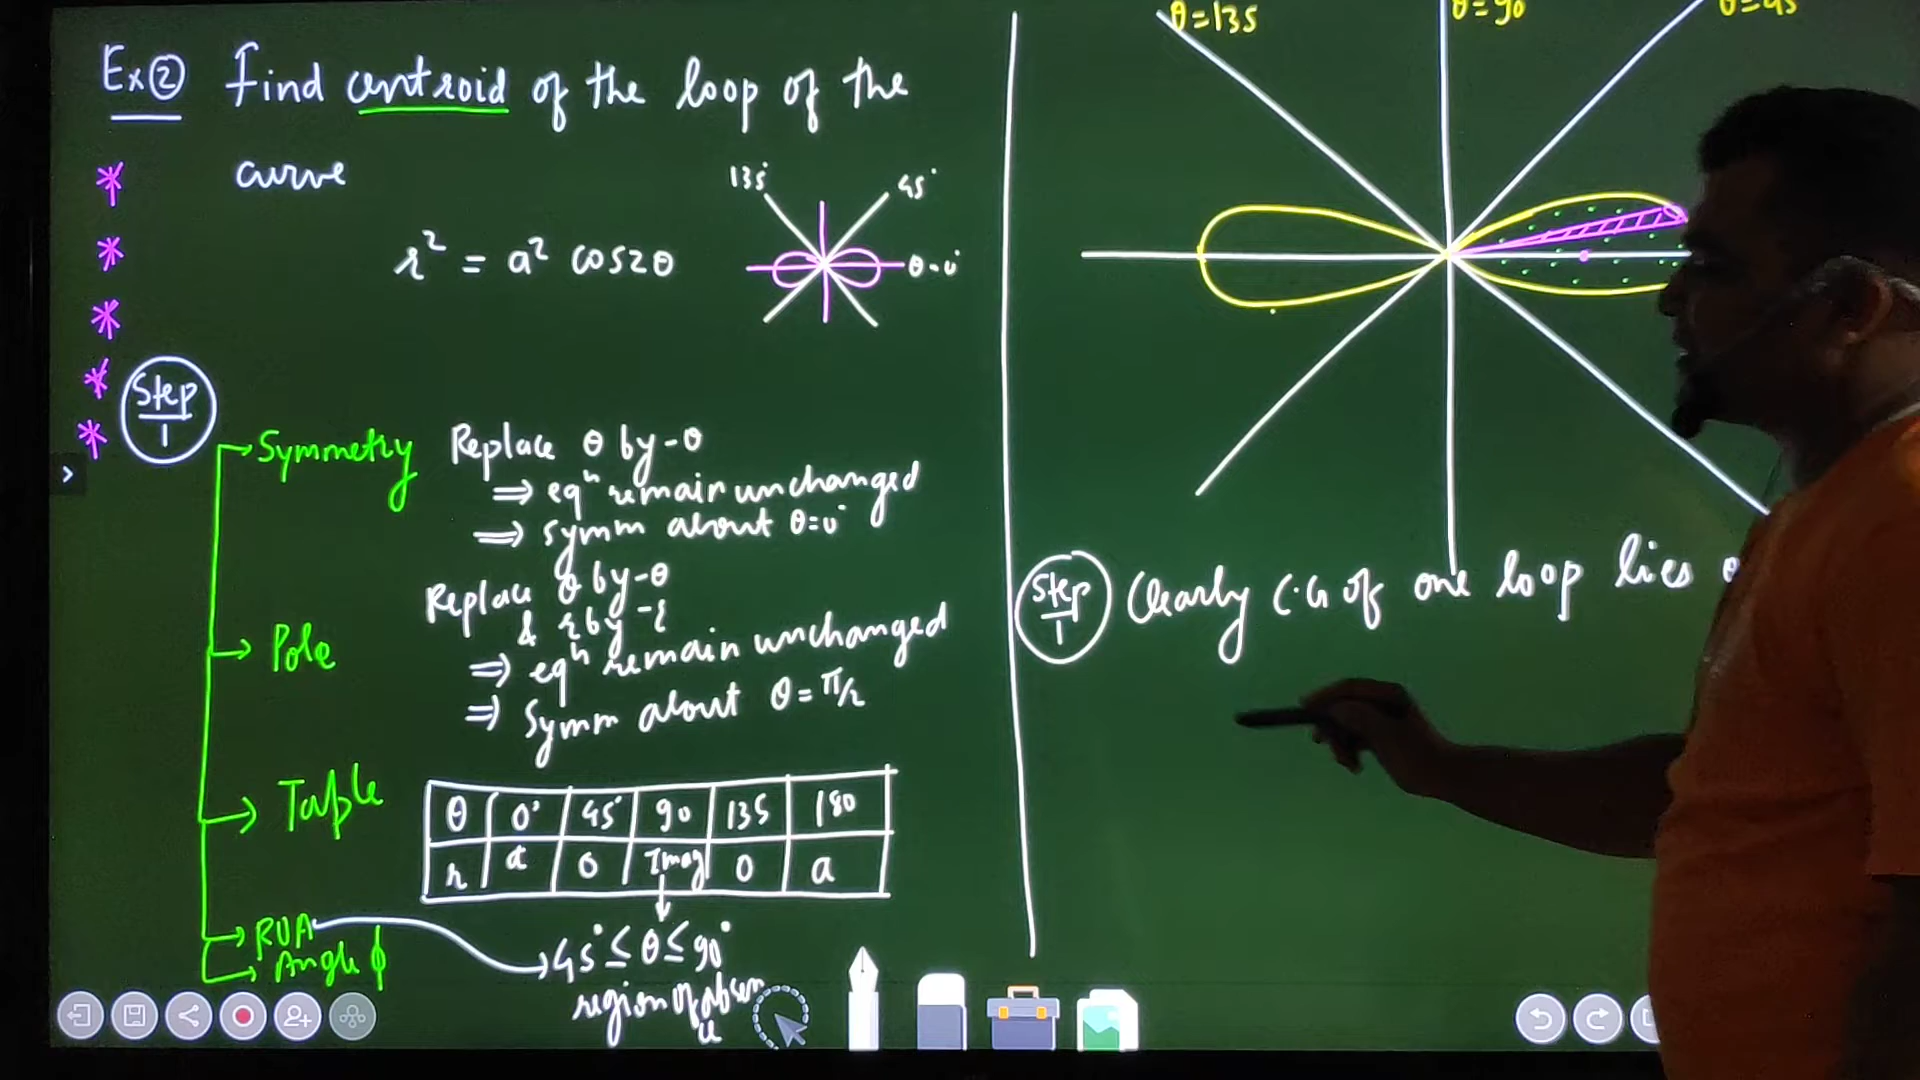 Ex② Find centroid of the loop of the
curve
r² = a² cos2θ
135° 45°
θ=0°
Step
1
Symmetry Replace θ by -θ
⇒ eqⁿ remain unchanged
⇒ Symm about θ=0°
Replace θ by -θ
& r by -r
Pole ⇒ eqⁿ remain unchanged
⇒ Symm about θ = π/2
Table
θ 0° 45° 90 135 180
r a 0 Imag 0 a
ROA
Angle ϕ
45° ≤ θ ≤ 90°
region of absence
θ=135 θ=90 θ=45
Step
1
Clearly C.G of one loop lies